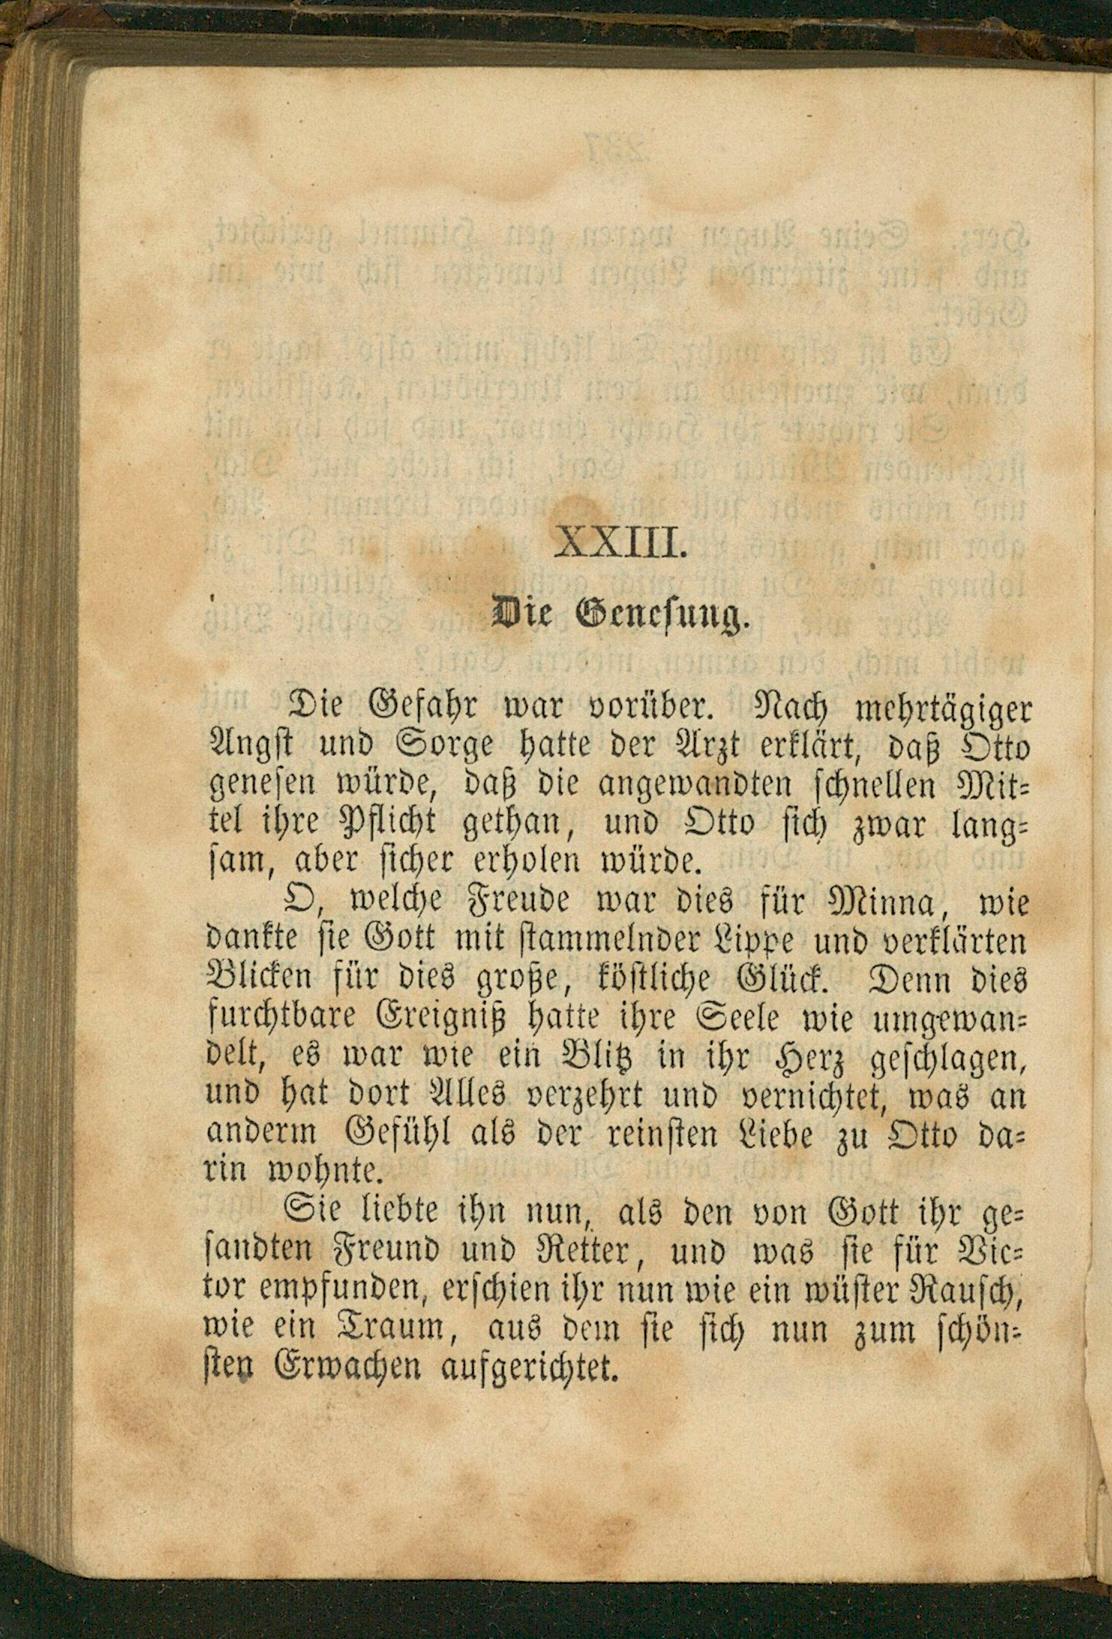 XXIII.
Die Genesung.
Die Gefahr war vorüber. Nach mehrtägiger
Angst und Sorge hatte der Arzt erklärt, daß Otto
genesen würde, daß die angewandten schnellen Mit-
tel ihre Pflicht gethan, und Otto sich zwar lang-
sam, aber sicher erholen würde.
O, welche Freude war dies für Minna, wie
dankte sie Gott mit stammelnder Lippe und verklärten
Blicken für dies große, köstliche Glück. Denn dies
furchtbare Ereigniß hatte ihre Seele wie umgewan-
delt, es war wie ein Blitz in ihr Herz geschlagen,
und hat dort Alles verzehrt und vernichtet, was an
anderm Gefühl als der reinsten Liebe zu Otto da-
rin wohnte.
Sie liebte ihn nun, als den von Gott ihr ge-
sandten Freund und Retter, und was sie für Vic-
tor empfunden, erschien ihr nun wie ein wüster Rausch,
wie ein Traum, aus dem sie sich nun zum schön-
sten Erwachen aufgerichtet.